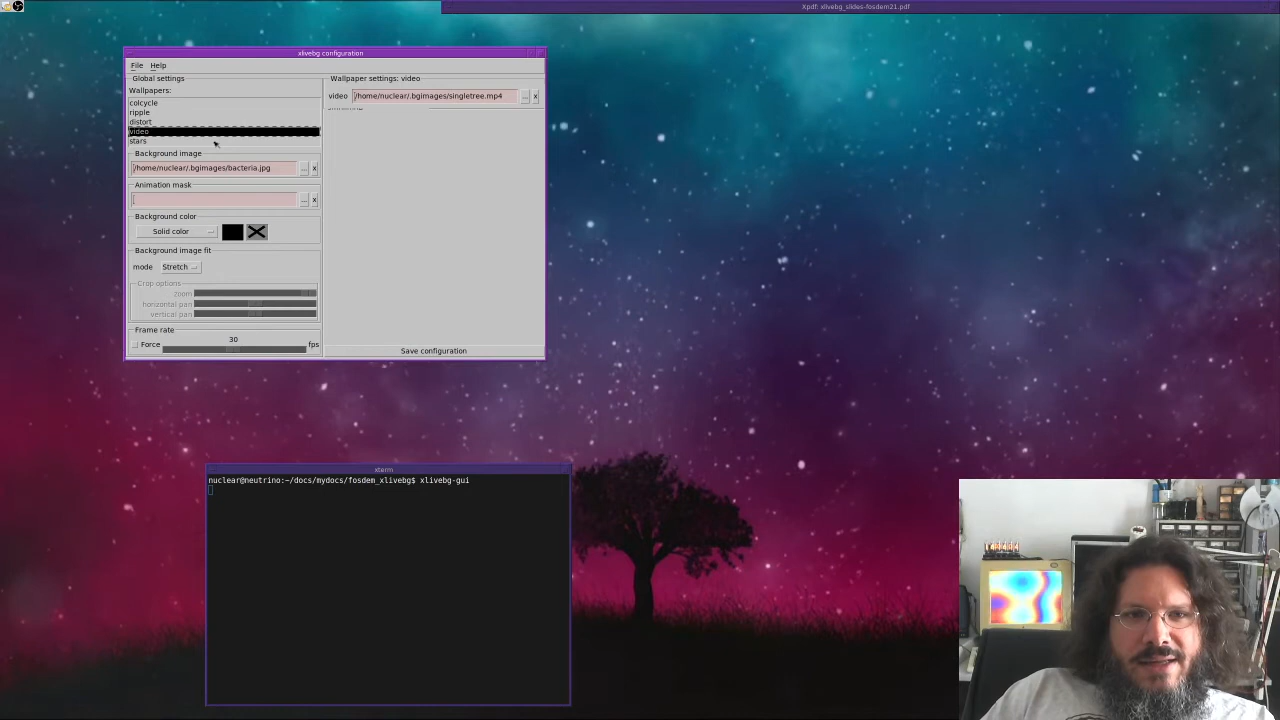 Xpdf: xlivebg_slides-fosdem21.pdf
xlivebg configuration
File Help
Global settings
Wallpapers:
colcycle
ripple
distort
video
stars
Background image
/home/nuclear/.bgimages/bacteria.jpg ... x
Animation mask
... x
Background color
Solid color
Background image fit
mode Stretch
Crop options
zoom
horizontal pan
vertical pan
Frame rate
Force 30 fps
Wallpaper settings: video
video /home/nuclear/.bgimages/singletree.mp4 ... x
Save configuration
xterm
nuclear@neutrino:~/docs/mydocs/fosdem_xlivebg$ xlivebg-gui